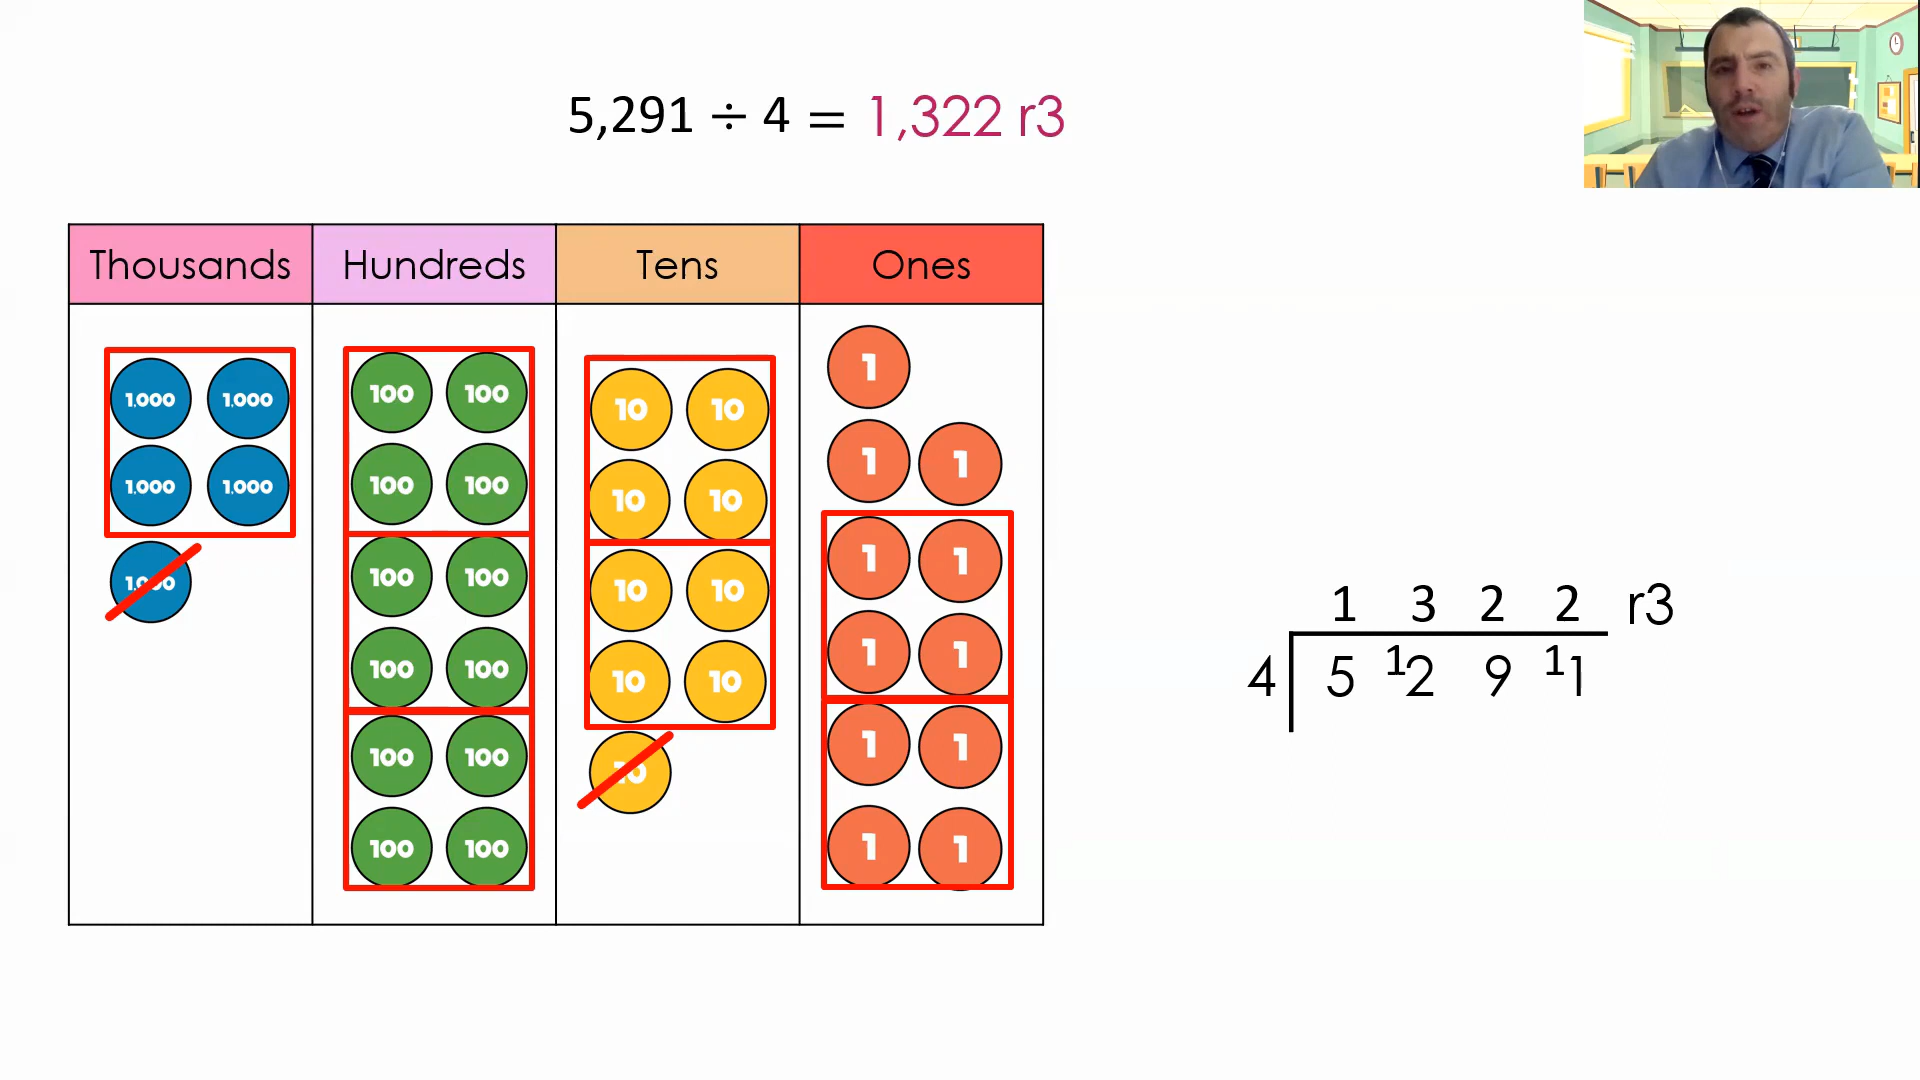 5,291 ÷ 4 = 1,322 r3
Thousands Hundreds Tens Ones
1
1,000 1,000 100 100 10 10
1 1
100 100 10 10
1,000 1,000
1 1
1,000 100 100 10 10
1 1
100 100 10 10
1 1
100 100 10
1 1
100 100
1 3 2 2 r3
4 5 ¹2 9 ¹1